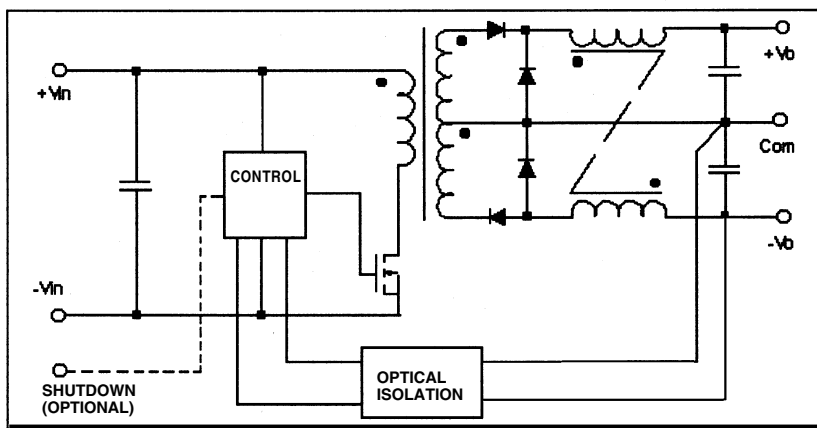 +Vin
CONTROL
-Vin
SHUTDOWN
(OPTIONAL)
OPTICAL
ISOLATION
+Vo
Com
-Vo